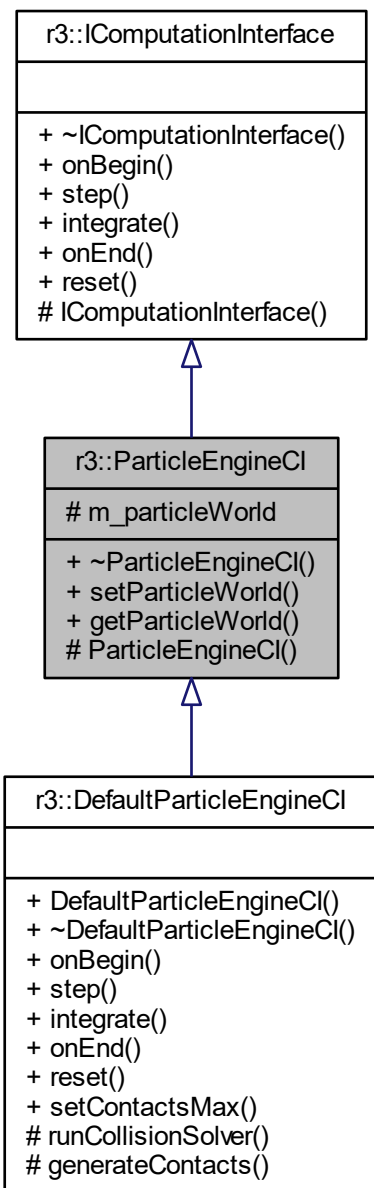 r3::IComputationInterface
+ ~IComputationInterface()
+ onBegin()
+ step()
+ integrate()
+ onEnd()
+ reset()
# IComputationInterface()
r3::ParticleEngineCI
# m_particleWorld
+ ~ParticleEngineCI()
+ setParticleWorld()
+ getParticleWorld()
# ParticleEngineCI()
r3::DefaultParticleEngineCI
+ DefaultParticleEngineCI()
+ ~DefaultParticleEngineCI()
+ onBegin()
+ step()
+ integrate()
+ onEnd()
+ reset()
+ setContactsMax()
# runCollisionSolver()
# generateContacts()